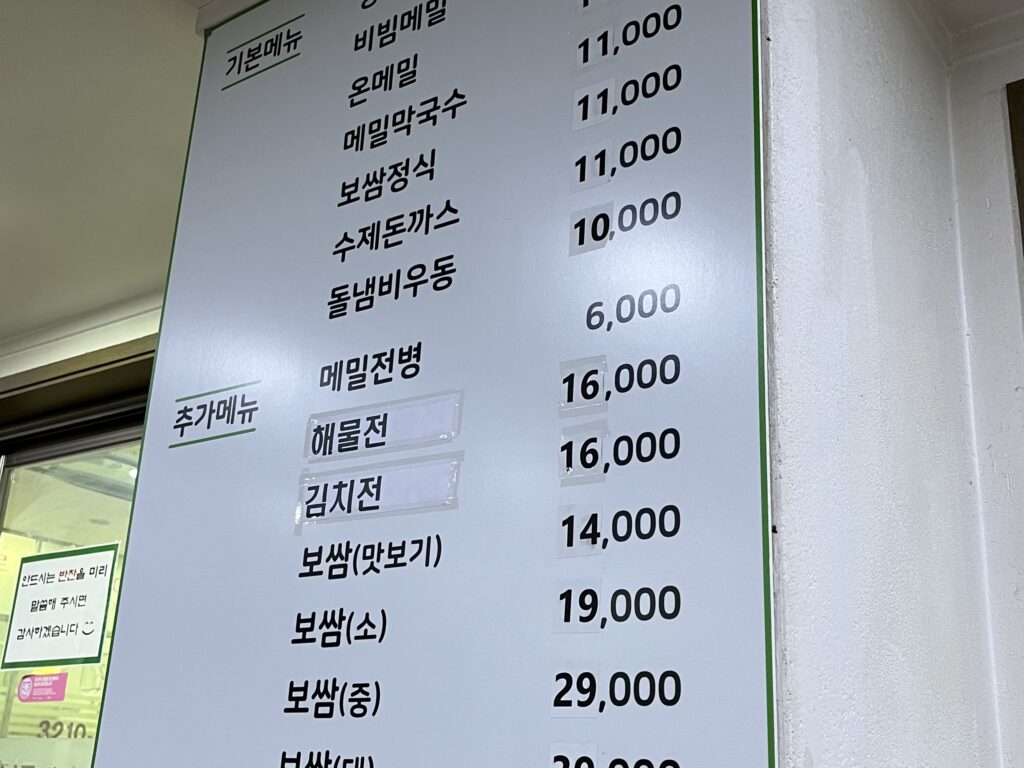 비빔메밀
기본메뉴 온메밀
메밀막국수 11,000
보쌈정식 11,000
수제돈까스 11,000
돌냄비우동 10,000
메밀전병 6,000
추가메뉴 해물전 16,000
김치전 16,000
보쌈(맛보기) 14,000
보쌈(소) 19,000
보쌈(중) 29,000
보쌈(대)
안드시는 반찬을 미리
말씀해 주시면
감사하겠습니다
3210